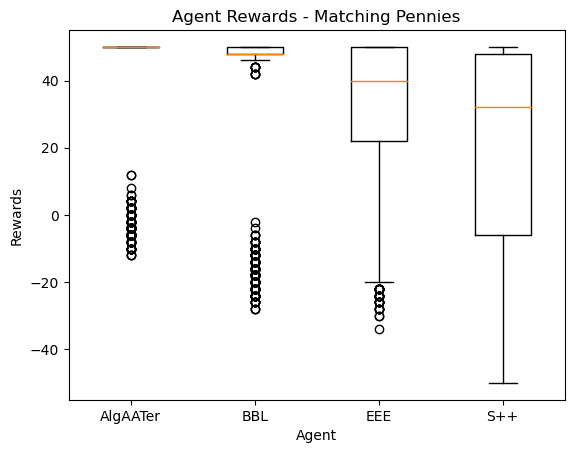 Agent Rewards - Matching Pennies
Rewards
40
20
0
−20
−40
AlgAATer BBL EEE S++
Agent